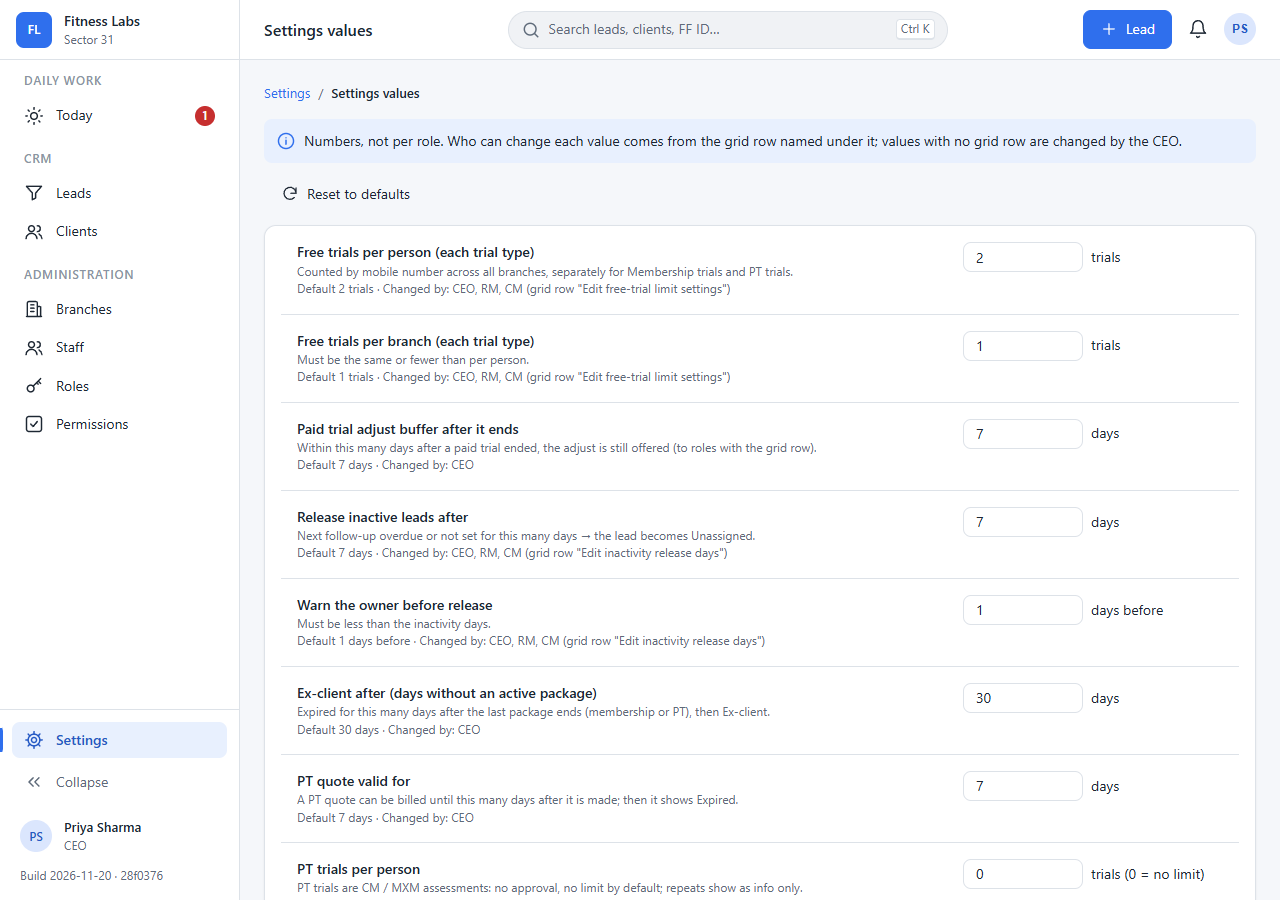 FL
Fitness Labs
Sector 31
Settings values
Search leads, clients, FF ID...
Ctrl K
Lead
PS
DAILY WORK
Today
1
CRM
Leads
Clients
ADMINISTRATION
Branches
Staff
Roles
Permissions
Settings
Collapse
PS
Priya Sharma
CEO
Build 2026-11-20 · 28f0376
Settings / Settings values
Numbers, not per role. Who can change each value comes from the grid row named under it; values with no grid row are changed by the CEO.
Reset to defaults
Free trials per person (each trial type)
Counted by mobile number across all branches, separately for Membership trials and PT trials.
Default 2 trials · Changed by: CEO, RM, CM (grid row "Edit free-trial limit settings")
2 trials
Free trials per branch (each trial type)
Must be the same or fewer than per person.
Default 1 trials · Changed by: CEO, RM, CM (grid row "Edit free-trial limit settings")
1 trials
Paid trial adjust buffer after it ends
Within this many days after a paid trial ended, the adjust is still offered (to roles with the grid row).
Default 7 days · Changed by: CEO
7 days
Release inactive leads after
Next follow-up overdue or not set for this many days → the lead becomes Unassigned.
Default 7 days · Changed by: CEO, RM, CM (grid row "Edit inactivity release days")
7 days
Warn the owner before release
Must be less than the inactivity days.
Default 1 days before · Changed by: CEO, RM, CM (grid row "Edit inactivity release days")
1 days before
Ex-client after (days without an active package)
Expired for this many days after the last package ends (membership or PT), then Ex-client.
Default 30 days · Changed by: CEO
30 days
PT quote valid for
A PT quote can be billed until this many days after it is made; then it shows Expired.
Default 7 days · Changed by: CEO
7 days
PT trials per person
PT trials are CM / MXM assessments: no approval, no limit by default; repeats show as info only.
0 trials (0 = no limit)